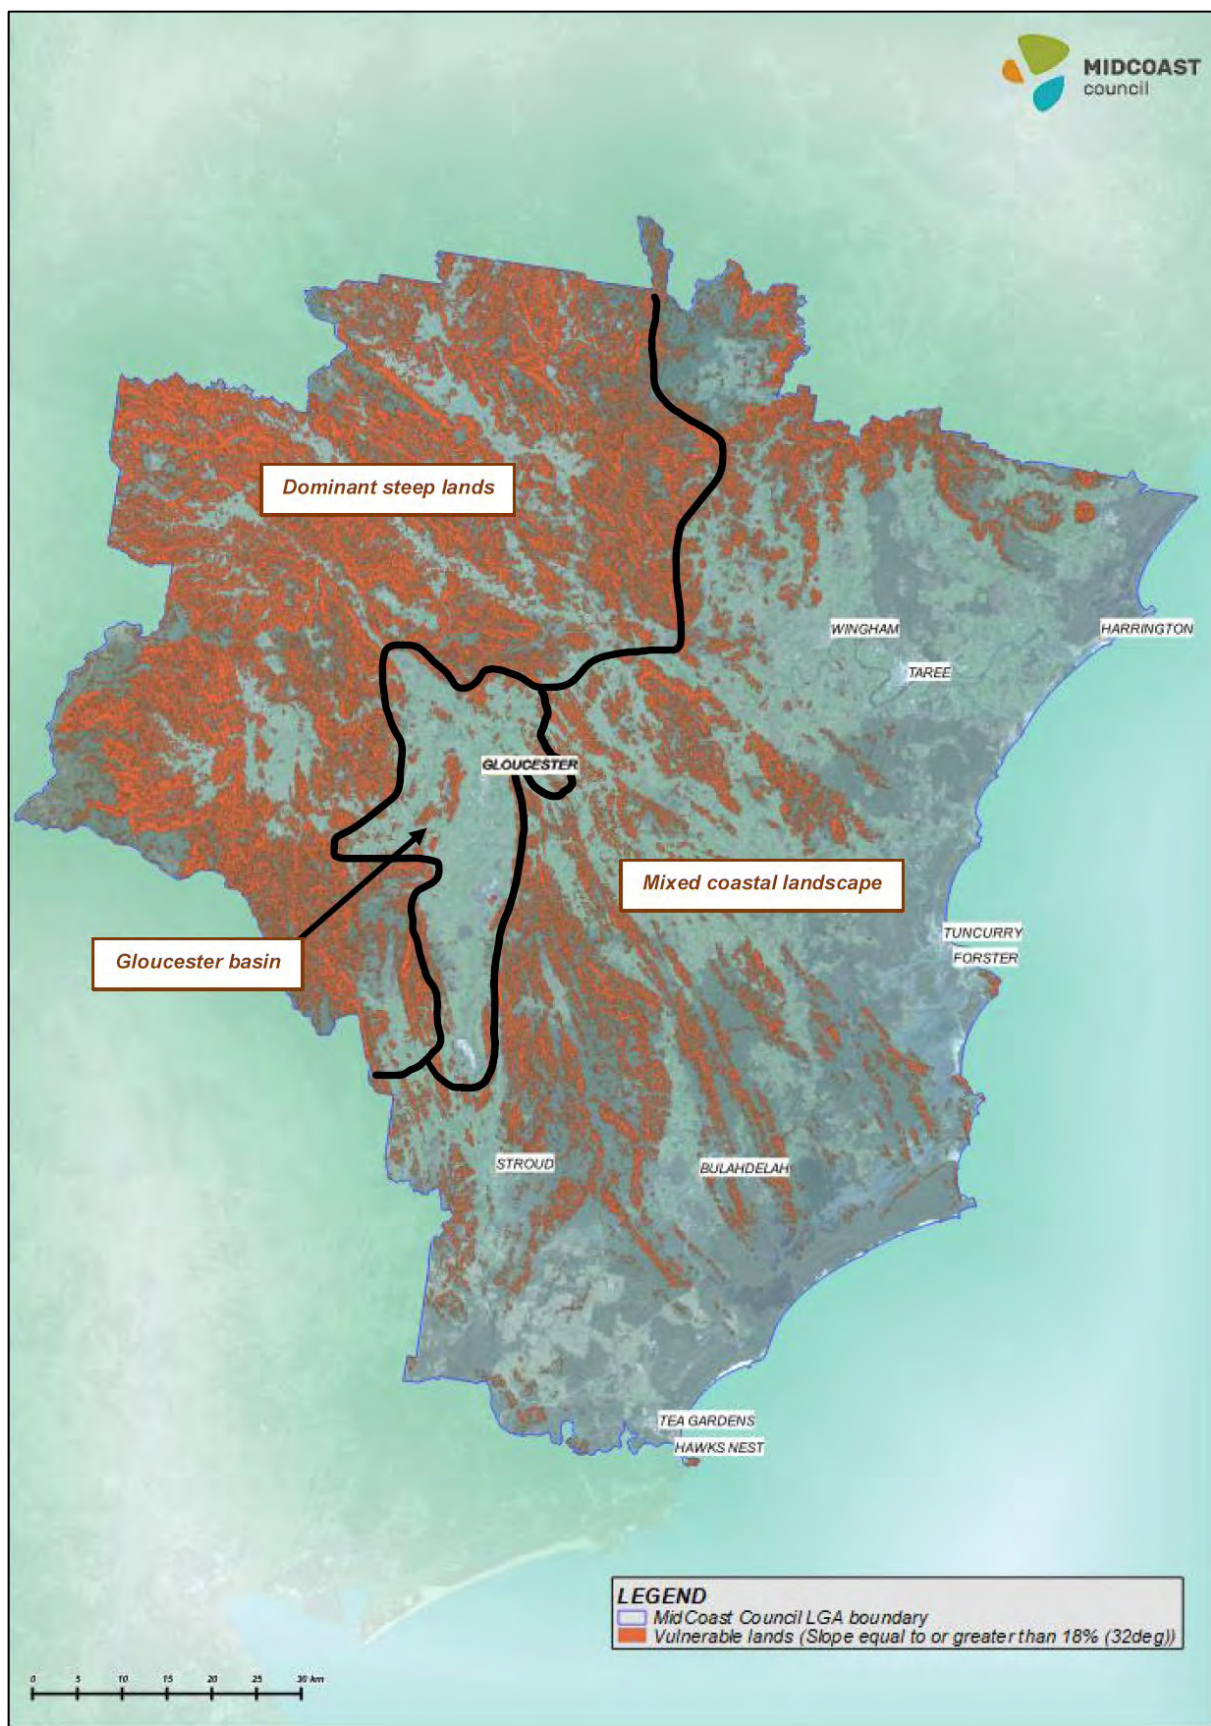 MIDCOAST
council
Dominant steep lands
WINGHAM
HARRINGTON
TAREE
GLOUCESTER
Mixed coastal landscape
Gloucester basin
TUNCURRY
FORSTER
STROUD
BULAHDELAH
TEA GARDENS
HAWKS NEST
LEGEND
MidCoast Council LGA boundary
Vulnerable lands (Slope equal to or greater than 18% (32deg))
0 5 10 15 20 25 30 km